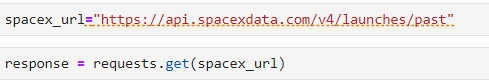 spacex_url="https://api.spacexdata.com/v4/launches/past"
response = requests.get(spacex_url)